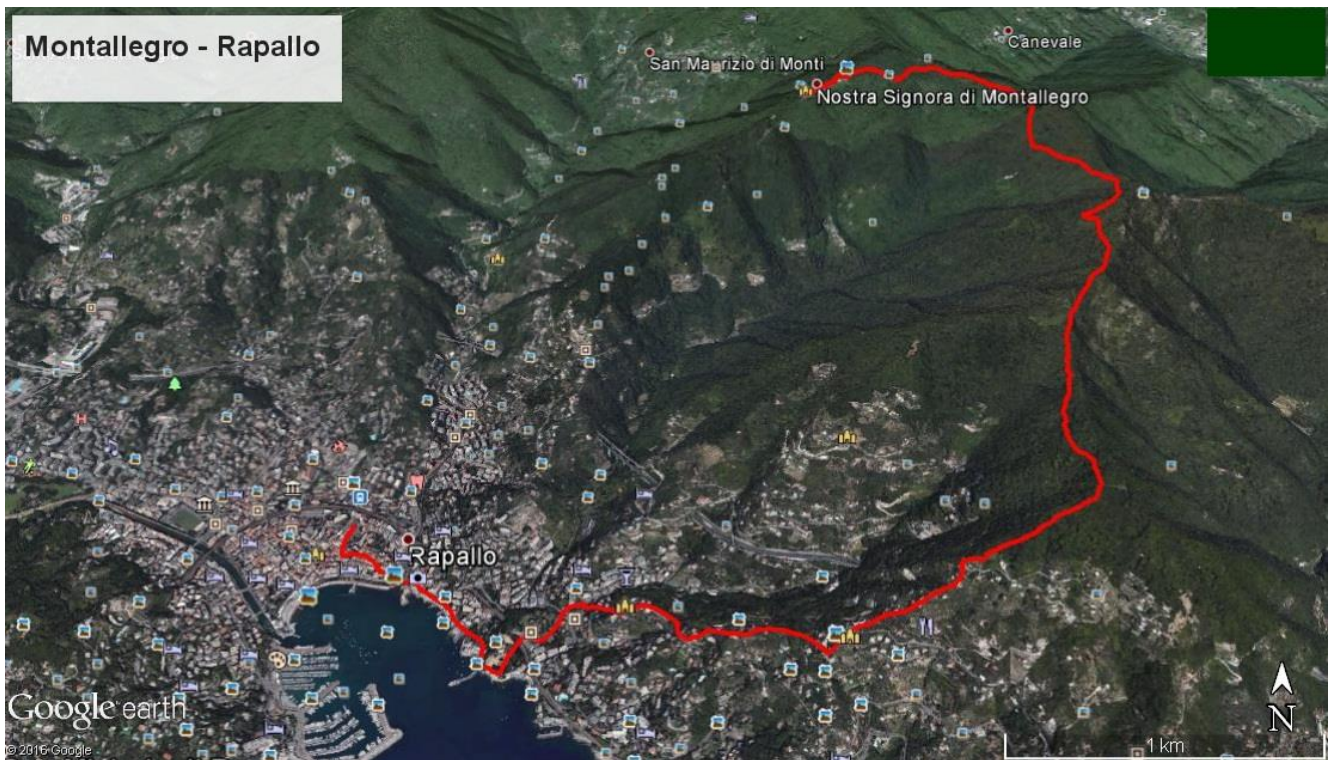 Montallegro - Rapallo
Canevale
San Maurizio di Monti
Nostra Signora di Montallegro
H
Rapallo
Google earth
N
© 2016 Google
1 km